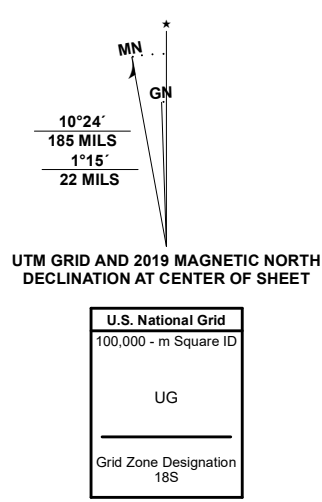 MN
GN
10°24´
185 MILS
1°15´
22 MILS
UTM GRID AND 2019 MAGNETIC NORTH
DECLINATION AT CENTER OF SHEET
U.S. National Grid
100,000 - m Square ID
UG
Grid Zone Designation
18S